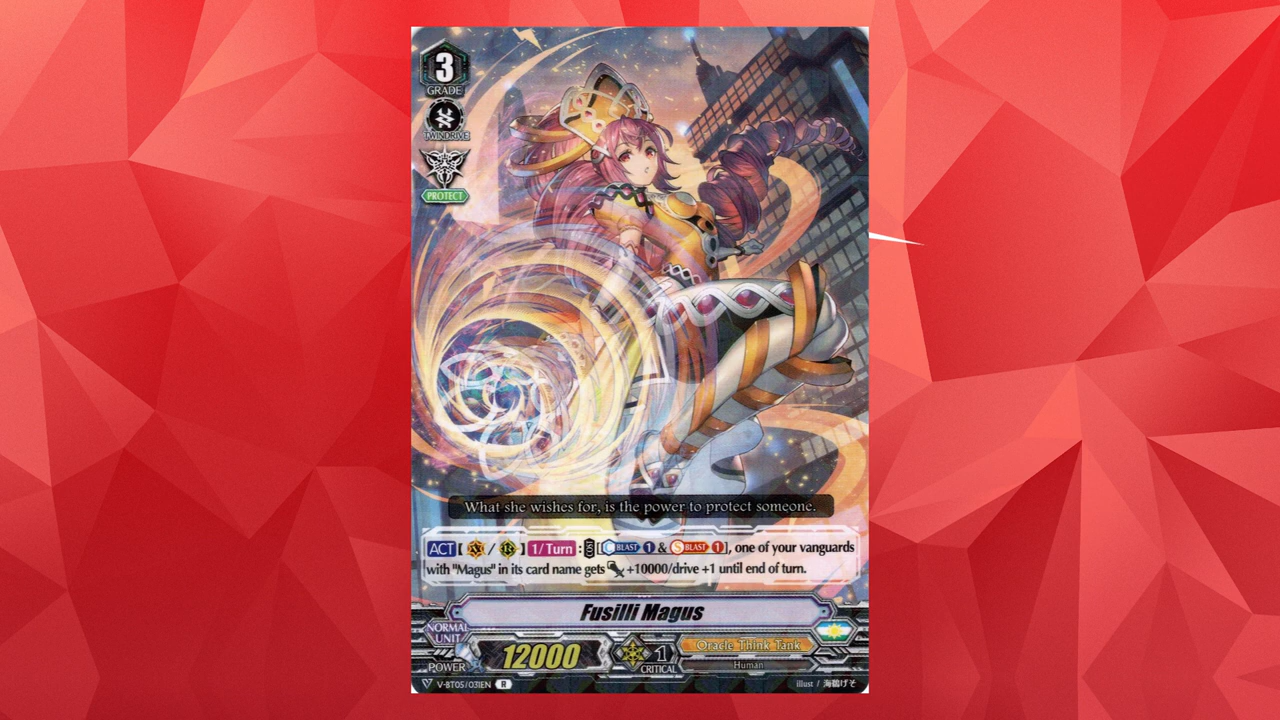 3
GRADE
TWINDRIVE
PROTECT
What she wishes for, is the power to protect someone.
ACT [ V / R ] 1/Turn : COST [C BLAST 1 & S BLAST 1], one of your vanguards
with "Magus" in its card name gets +10000/drive +1 until end of turn.
Fusilli Magus
NORMAL
UNIT
POWER 12000 1 CRITICAL
Oracle Think Tank
Human
V-BT05/031EN R
illust / 海鵜げそ